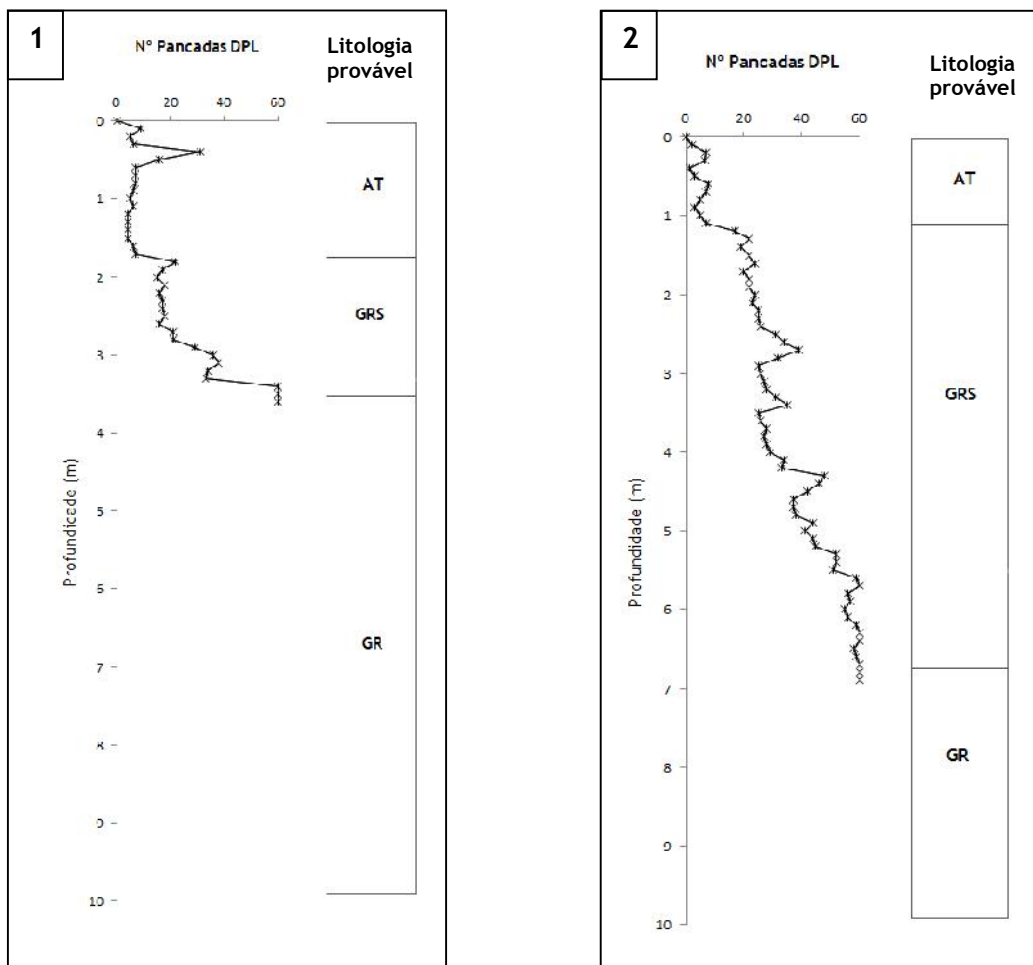 1
Nº Pancadas DPL
Litologia
provável
0 20 40 60
0
1
2
3
4
5
6
7
8
9
10
Profundidade (m)
AT
GRS
GR
2
Nº Pancadas DPL
Litologia
provável
0 20 40 60
0
1
2
3
4
5
6
7
8
9
10
Profundidade (m)
AT
GRS
GR